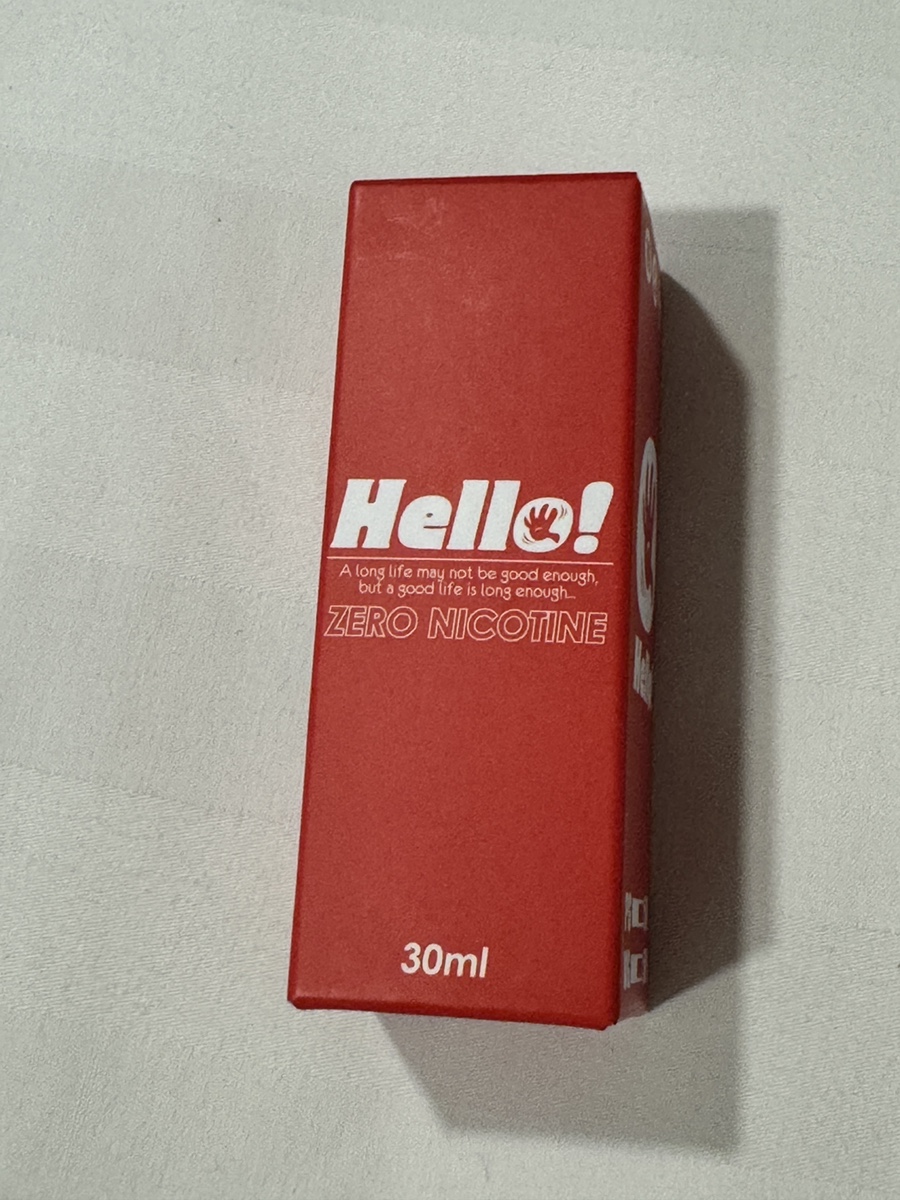 Hello!
A long life may not be good enough,
but a good life is long enough...
ZERO NICOTINE
30ml